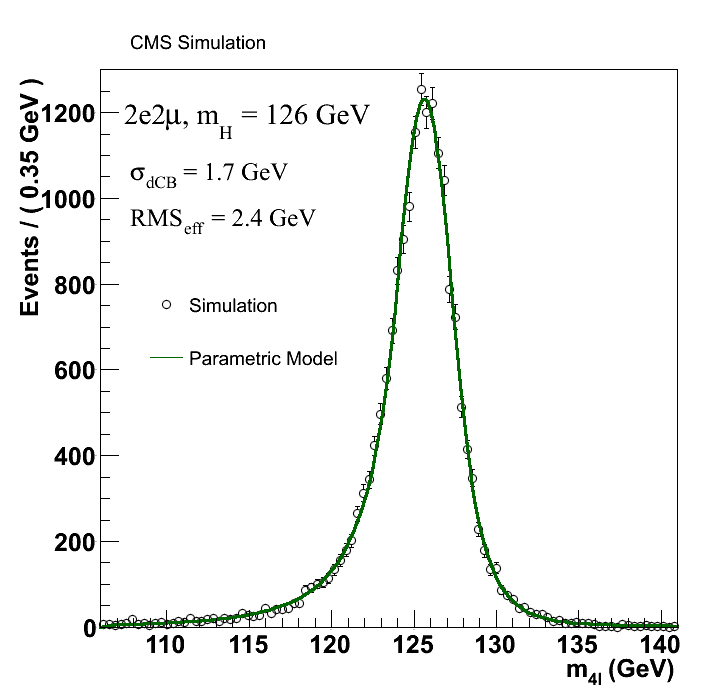 CMS Simulation
Events / ( 0.35 GeV )
2e2μ, m_H = 126 GeV
σ_dCB = 1.7 GeV
RMS_eff = 2.4 GeV
Simulation
Parametric Model
1200
1000
800
600
400
200
0
110 115 120 125 130 135 140
m_4l (GeV)